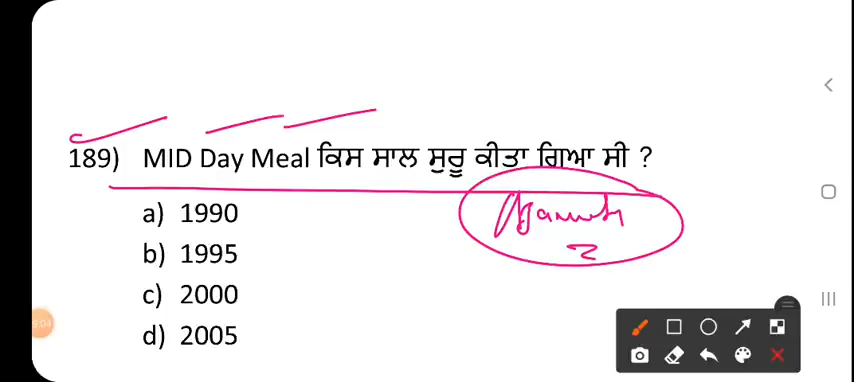 189) MID Day Meal ਕਿਸ ਸਾਲ ਸੁਰੂ ਕੀਤਾ ਗਿਆ ਸੀ ?
a) 1990
b) 1995
c) 2000
d) 2005